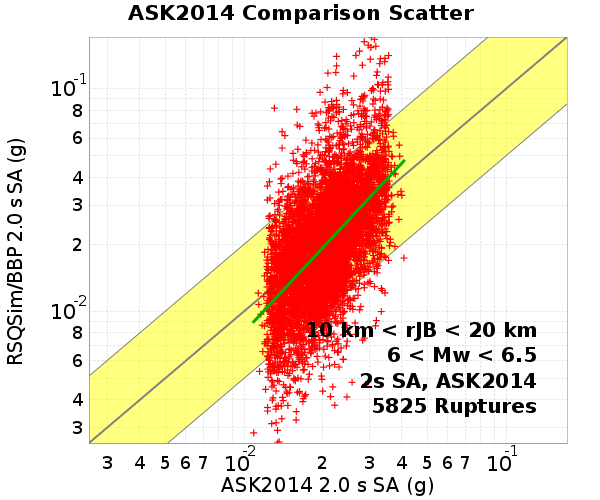 ASK2014 Comparison Scatter
RSQSim/BBP 2.0 s SA (g)
10⁻¹
8
6
4
3
2
10⁻²
8
6
4
3
10 km < rJB < 20 km
6 < Mw < 6.5
2s SA, ASK2014
5825 Ruptures
3 4 5 6 7 10⁻² 2 3 4 5 6 7 10⁻¹
ASK2014 2.0 s SA (g)